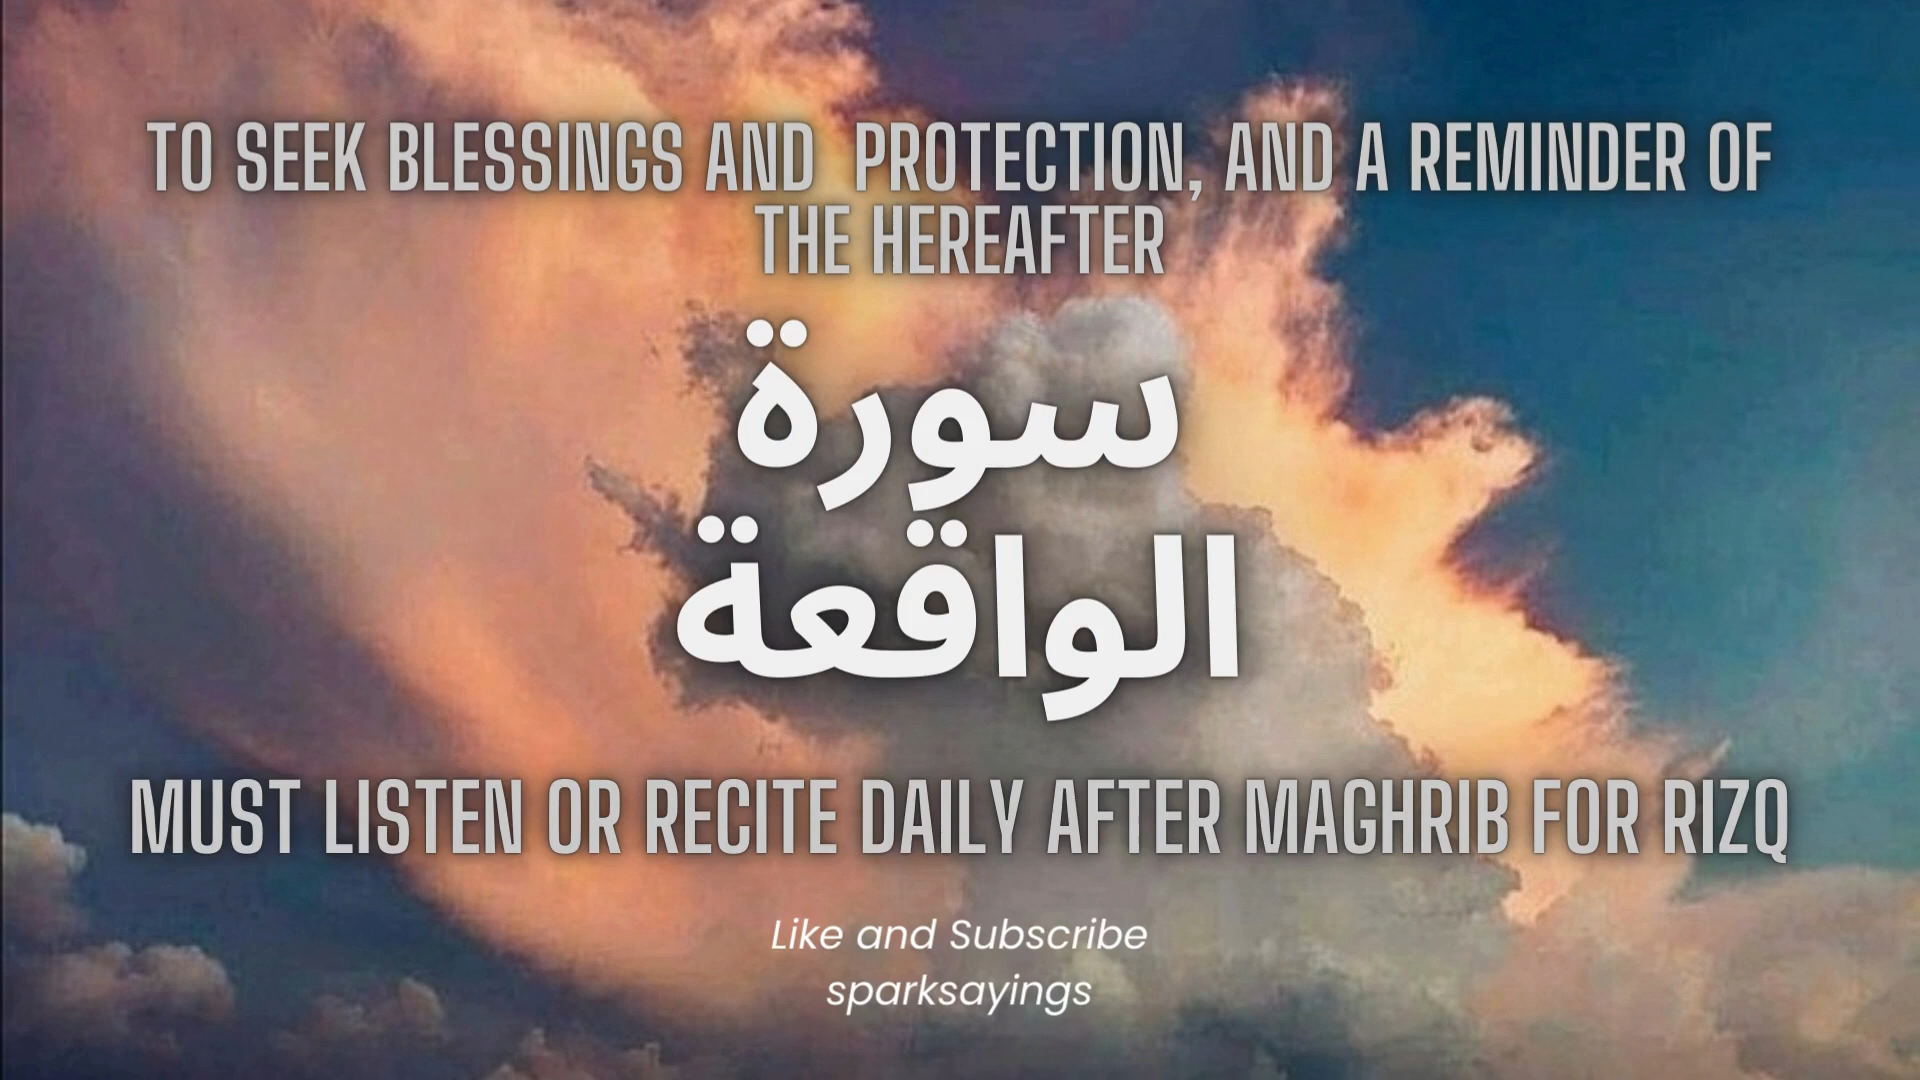 TO SEEK BLESSINGS AND PROTECTION, AND A REMINDER OF
THE HEREAFTER
سورة
الواقعة
MUST LISTEN OR RECITE DAILY AFTER MAGHRIB FOR RIZQ
Like and Subscribe
sparksayings